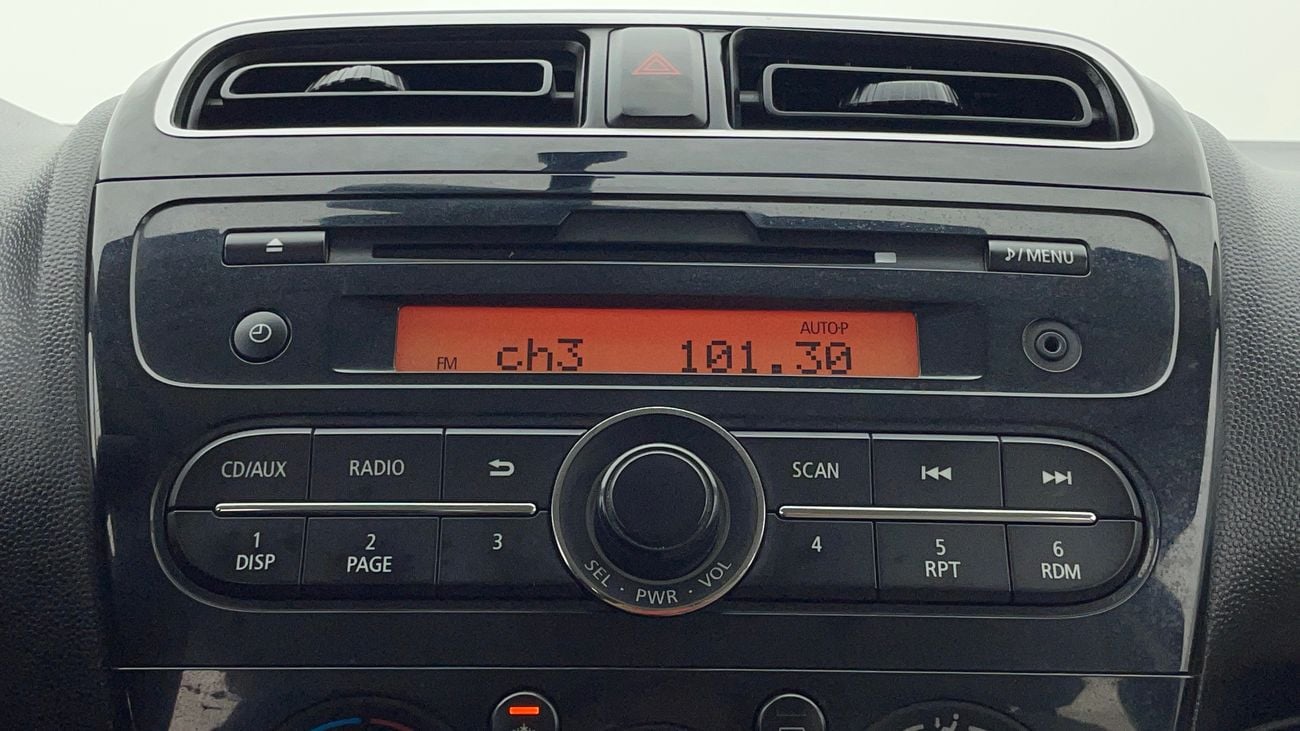 ♪/MENU
AUTO·P
FM ch3 101.30
CD/AUX RADIO SCAN
1 DISP
2 PAGE
3
4
5 RPT
6 RDM
SEL · PWR · VOL